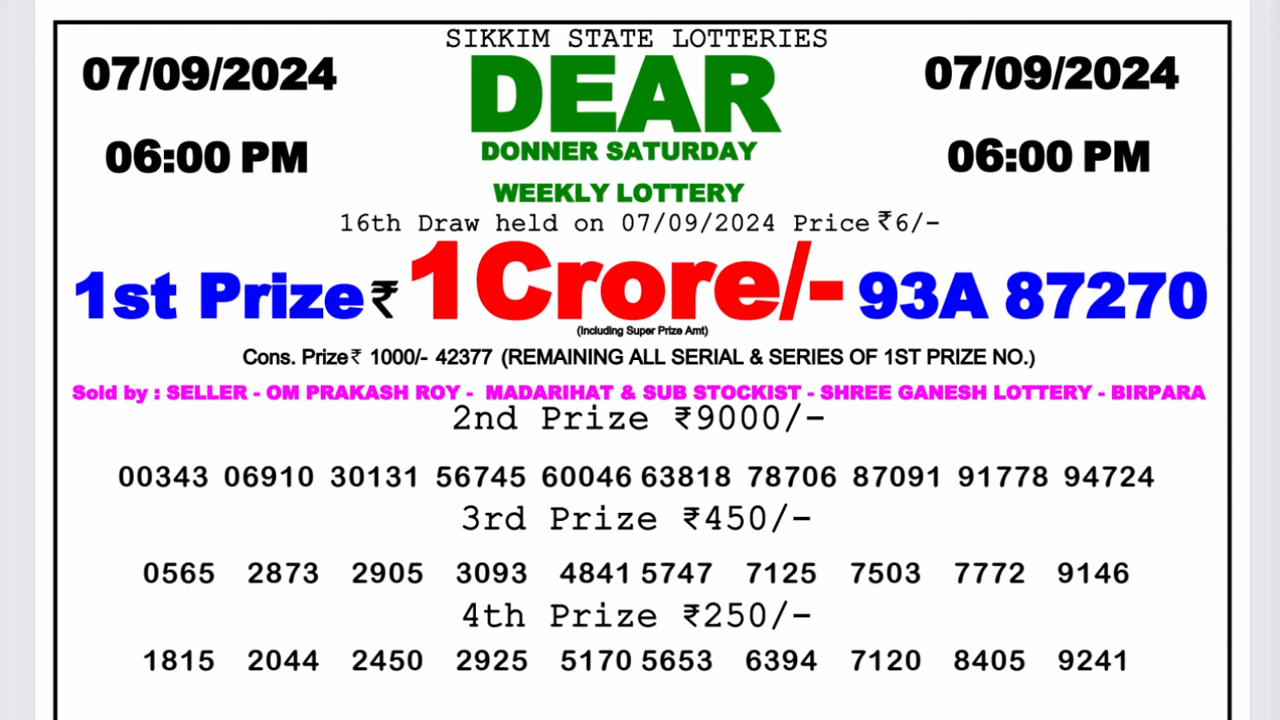 SIKKIM STATE LOTTERIES
07/09/2024 DEAR 07/09/2024
06:00 PM DONNER SATURDAY 06:00 PM
WEEKLY LOTTERY
16th Draw held on 07/09/2024 Price ₹6/-
1st Prize ₹ 1Crore/- 93A 87270
(Including Super Prize Amt)
Cons. Prize ₹ 1000/- 42377 (REMAINING ALL SERIAL & SERIES OF 1ST PRIZE NO.)
Sold by : SELLER - OM PRAKASH ROY - MADARIHAT & SUB STOCKIST - SHREE GANESH LOTTERY - BIRPARA
2nd Prize ₹9000/-
00343 06910 30131 56745 60046 63818 78706 87091 91778 94724
3rd Prize ₹450/-
0565 2873 2905 3093 4841 5747 7125 7503 7772 9146
4th Prize ₹250/-
1815 2044 2450 2925 5170 5653 6394 7120 8405 9241